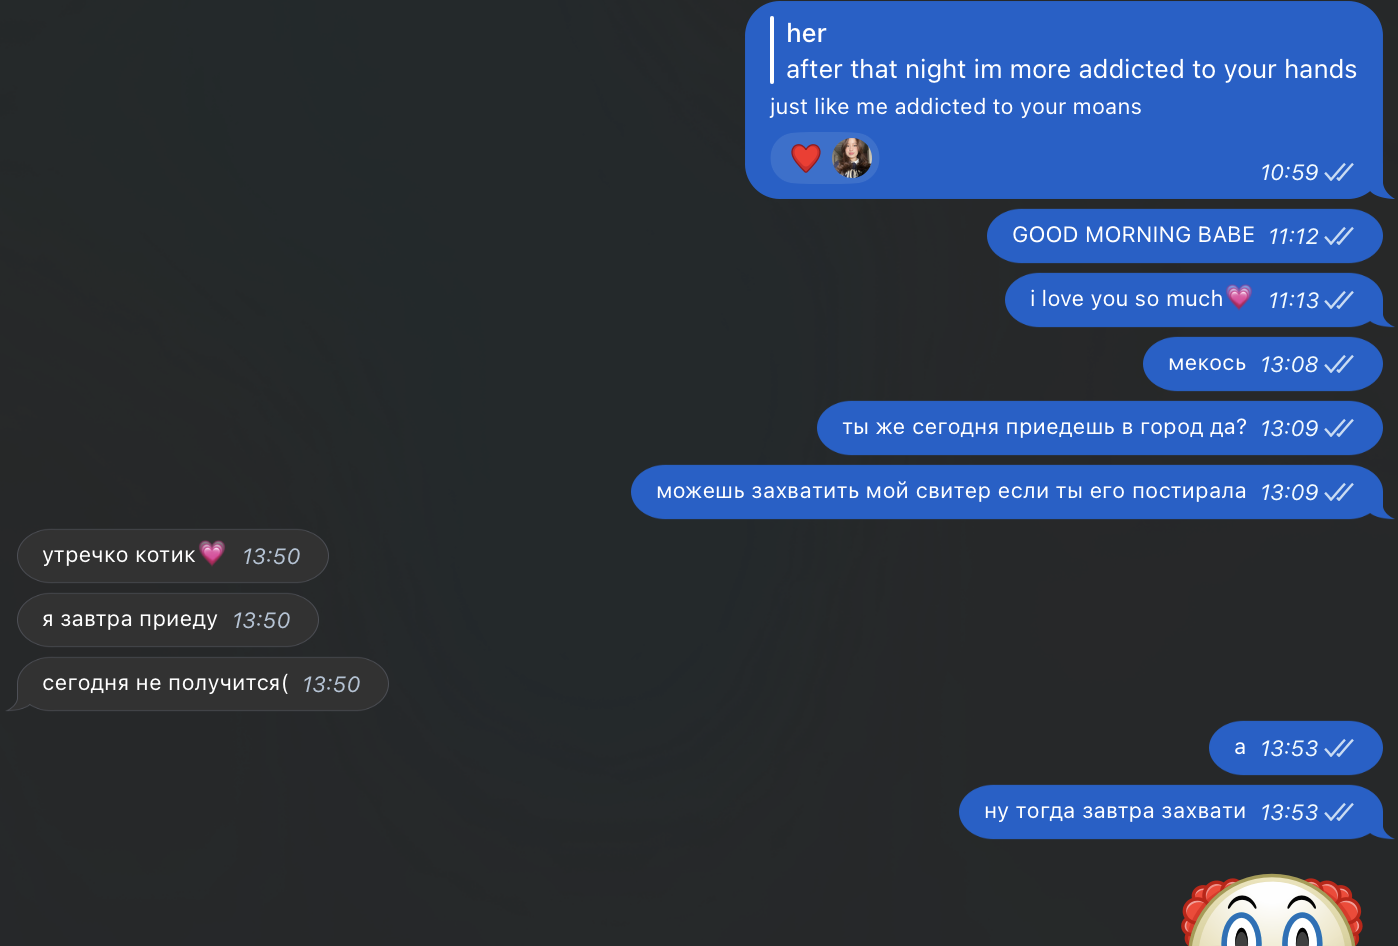 her
after that night im more addicted to your hands
just like me addicted to your moans
10:59
GOOD MORNING BABE 11:12
i love you so much💗 11:13
мекось 13:08
ты же сегодня приедешь в город да? 13:09
можешь захватить мой свитер если ты его постирала 13:09
утречко котик💗 13:50
я завтра приеду 13:50
сегодня не получится( 13:50
а 13:53
ну тогда завтра захвати 13:53